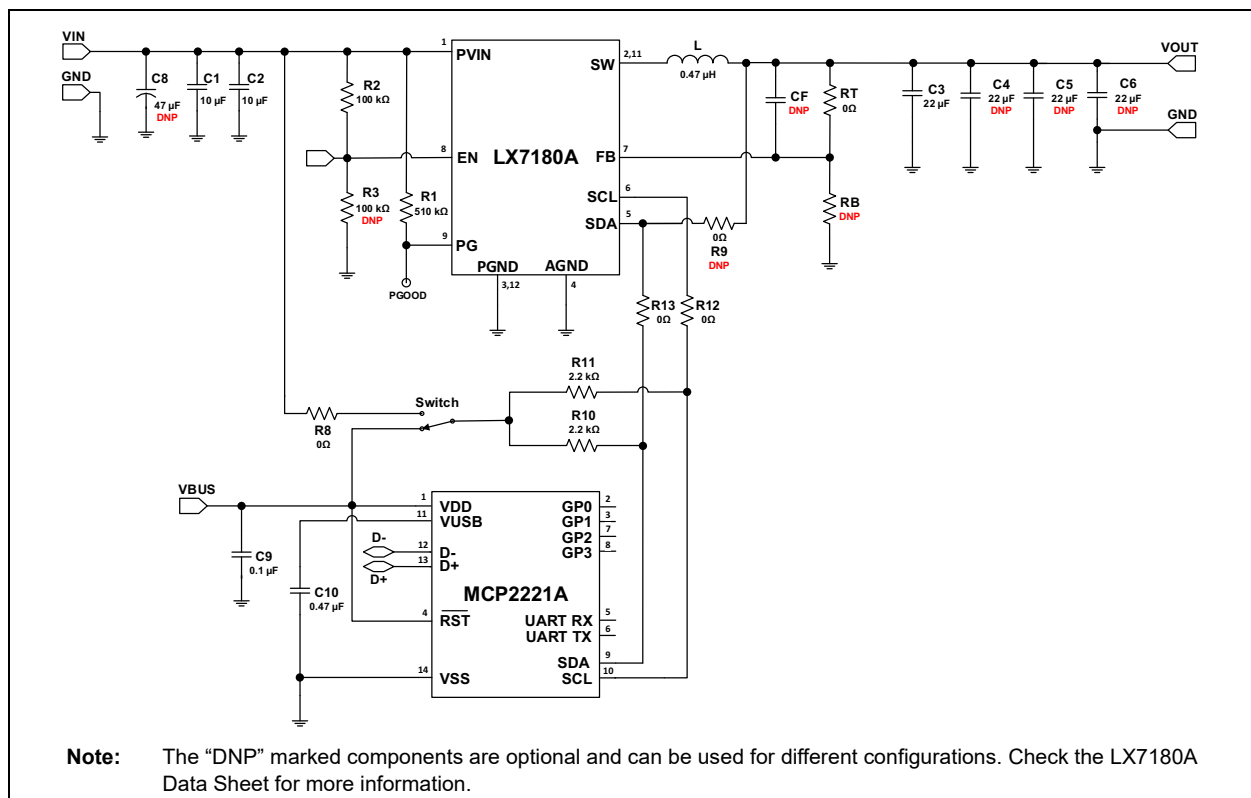 VIN
GND
C8
47 µF
DNP
C1
10 µF
C2
10 µF
R2
100 kΩ
R3
100 kΩ
DNP
R1
510 kΩ
PGOOD
1
PVIN
8
EN
9
PG
LX7180A
PGND
3,12
AGND
4
SW
2,11
FB
7
SCL
6
SDA
5
L
0.47 µH
CF
DNP
RT
0Ω
RB
DNP
0Ω
R9
DNP
C3
22 µF
C4
22 µF
DNP
C5
22 µF
DNP
C6
22 µF
DNP
VOUT
GND
R13
0Ω
R12
0Ω
R11
2.2 kΩ
R10
2.2 kΩ
Switch
R8
0Ω
VBUS
C9
0.1 µF
C10
0.47 µF
D-
D+
1
VDD
11
VUSB
12
D-
13
D+
MCP2221A
4
RST
14
VSS
GP0
2
GP1
3
GP2
7
GP3
8
UART RX
5
UART TX
6
SDA
9
SCL
10
Note: The “DNP” marked components are optional and can be used for different configurations. Check the LX7180A
Data Sheet for more information.